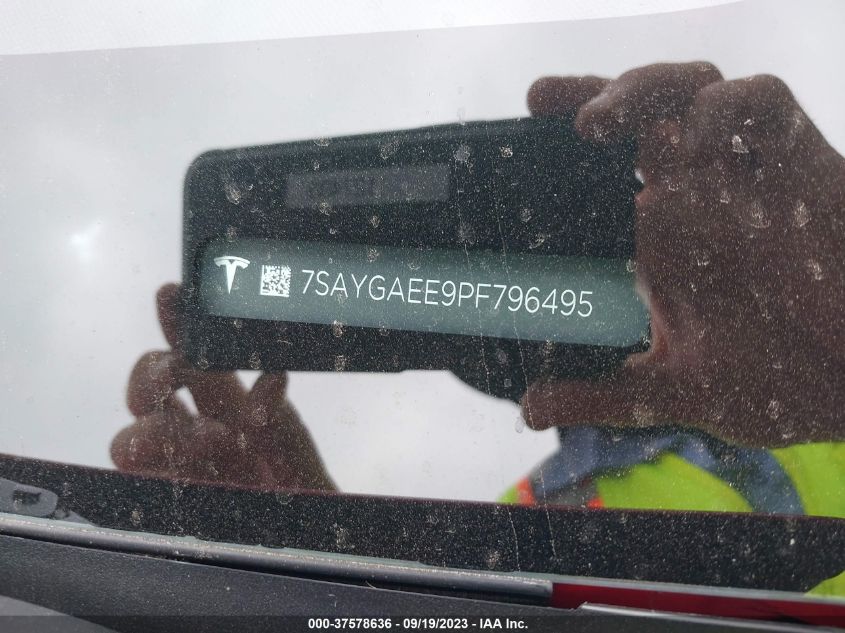 7SAYGAEE9PF796495
000-37578636 - 09/19/2023 - IAA Inc.